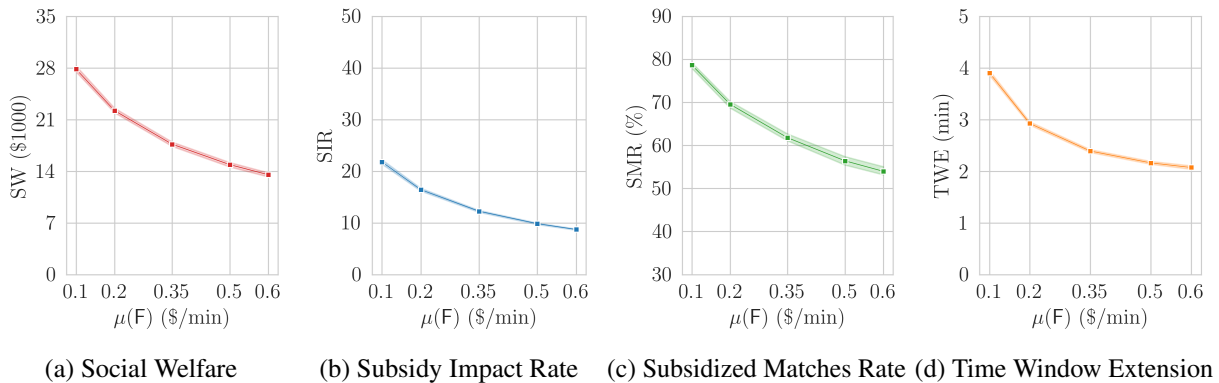 35
28
21
14
7
0
SW ($1000)
0.1 0.2 0.35 0.5 0.6
μ(F) ($/min)
(a) Social Welfare
50
40
30
20
10
0
SIR
0.1 0.2 0.35 0.5 0.6
μ(F) ($/min)
(b) Subsidy Impact Rate
90
80
70
60
50
40
30
SMR (%)
0.1 0.2 0.35 0.5 0.6
μ(F) ($/min)
(c) Subsidized Matches Rate
5
4
3
2
1
0
TWE (min)
0.1 0.2 0.35 0.5 0.6
μ(F) ($/min)
(d) Time Window Extension